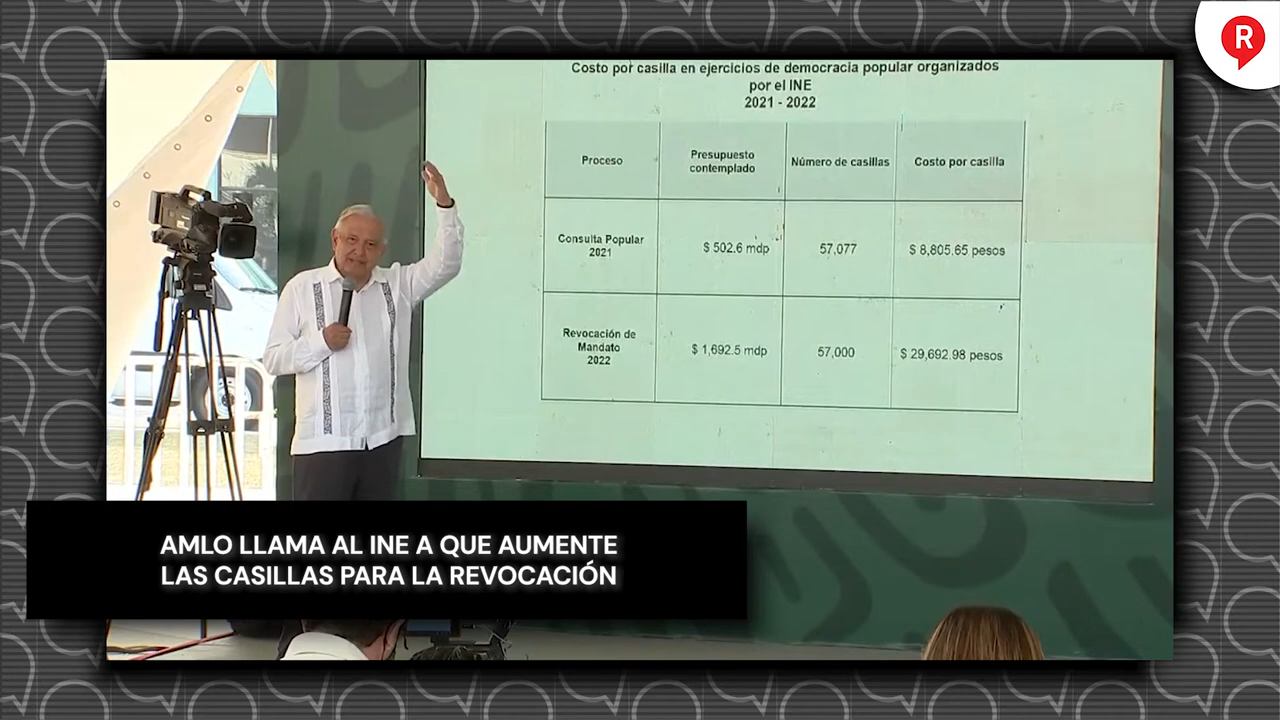 R
Costo por casilla en ejercicios de democracia popular organizados
por el INE
2021 - 2022
Proceso
Presupuesto
contemplado
Número de casillas
Costo por casilla
Consulta Popular
2021
$ 502.6 mdp
57,077
$ 8,805.65 pesos
Revocación de
Mandato
2022
$ 1,692.5 mdp
57,000
$ 29,692.98 pesos
AMLO LLAMA AL INE A QUE AUMENTE
LAS CASILLAS PARA LA REVOCACIÓN